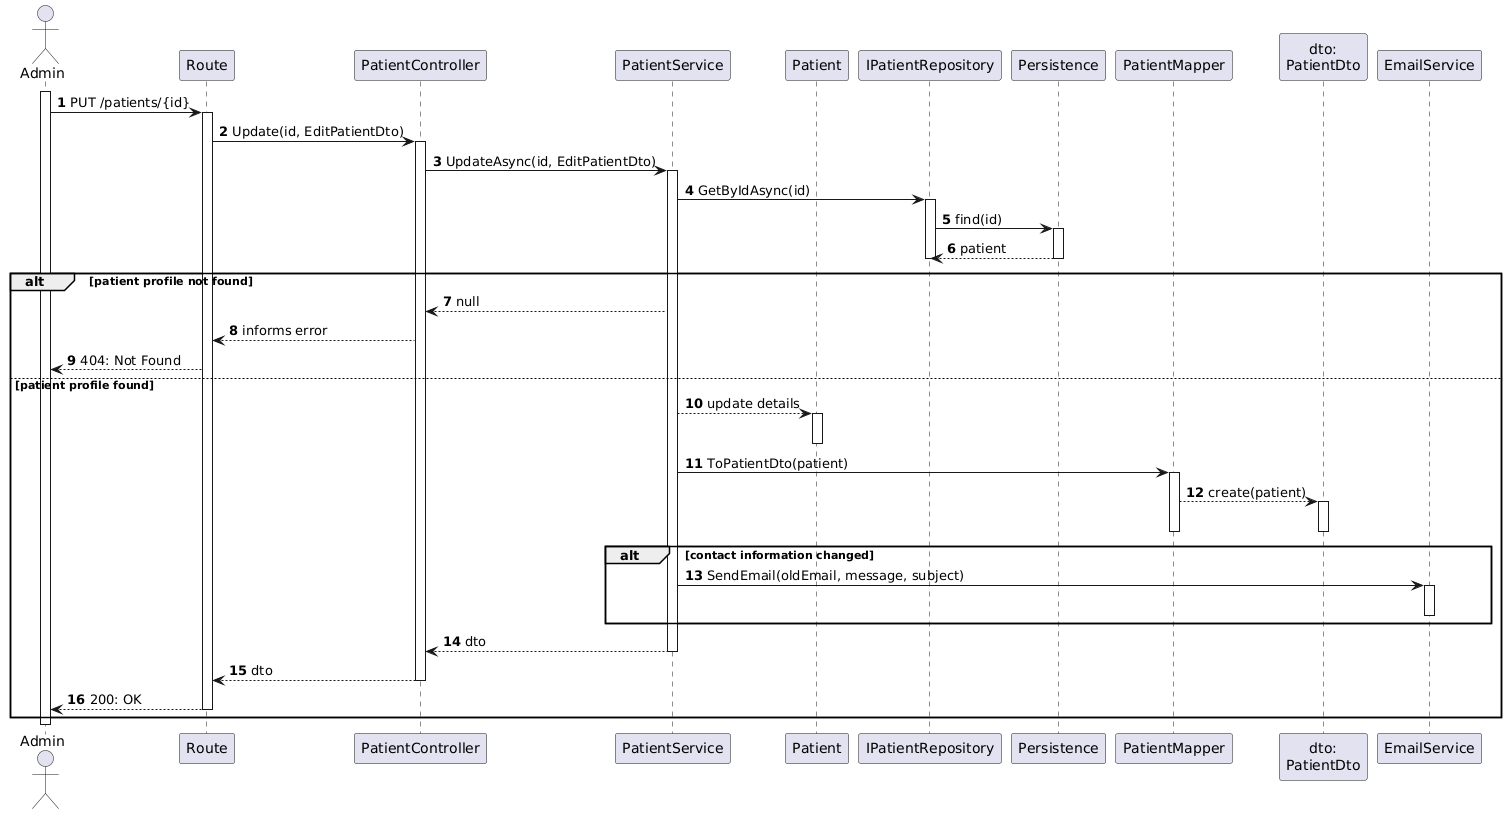 Admin
Route
PatientController
PatientService
Patient
IPatientRepository
Persistence
PatientMapper
dto:
PatientDto
EmailService
1 PUT /patients/{id}
2 Update(id, EditPatientDto)
3 UpdateAsync(id, EditPatientDto)
4 GetByIdAsync(id)
5 find(id)
6 patient
alt [patient profile not found]
7 null
8 informs error
9 404: Not Found
[patient profile found]
10 update details
11 ToPatientDto(patient)
12 create(patient)
alt [contact information changed]
13 SendEmail(oldEmail, message, subject)
14 dto
15 dto
16 200: OK
Admin
Route
PatientController
PatientService
Patient
IPatientRepository
Persistence
PatientMapper
dto:
PatientDto
EmailService